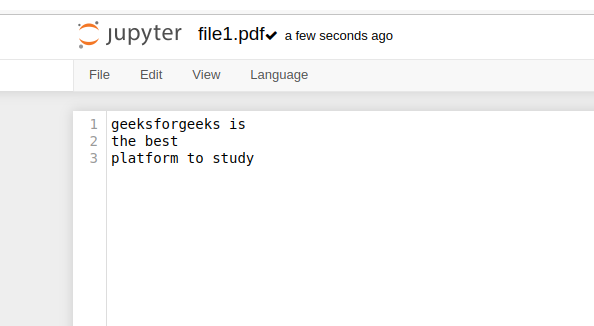 jupyter file1.pdf✔ a few seconds ago
File Edit View Language
1 geeksforgeeks is
2 the best
3 platform to study